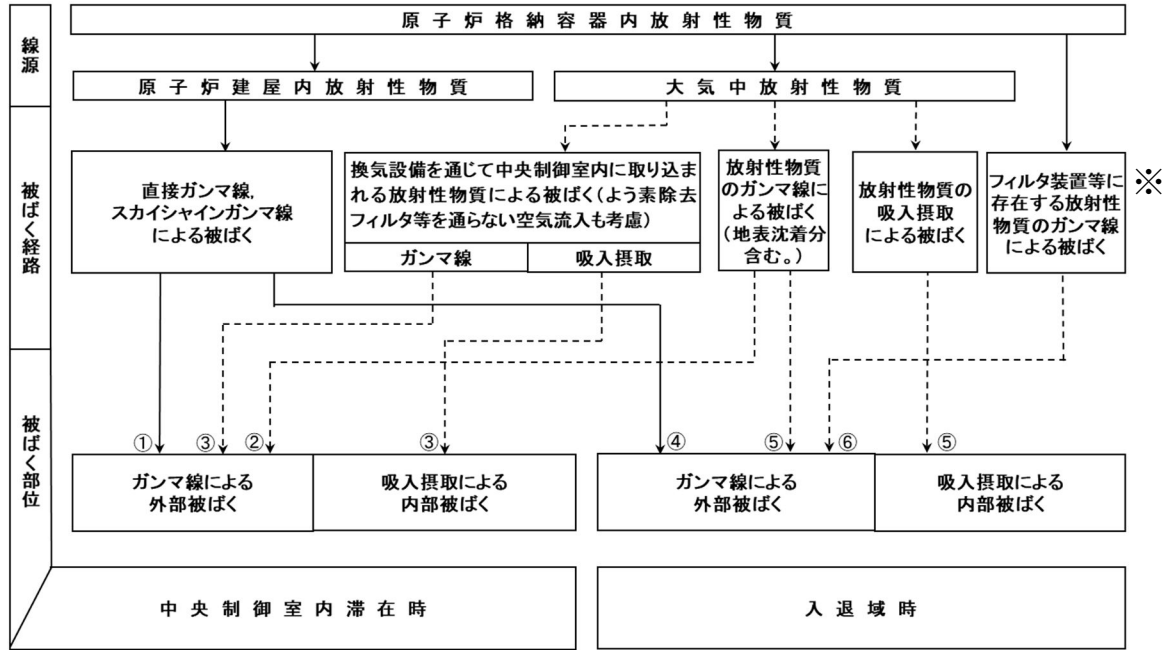 線源
原子炉格納容器内放射性物質
原子炉建屋内放射性物質
大気中放射性物質
被ばく経路
直接ガンマ線，
スカイシャインガンマ線
による被ばく
換気設備を通じて中央制御室内に取り込ま
れる放射性物質による被ばく（よう素除去
フィルタ等を通らない空気流入も考慮）
ガンマ線
吸入摂取
放射性物質
のガンマ線に
よる被ばく
（地表沈着分
含む。）
放射性物質の
吸入摂取
による被ばく
フィルタ装置等に
存在する放射性
物質のガンマ線
による被ばく
※
被ばく部位
①
③
②
③
④
⑤
⑥
⑤
ガンマ線による
外部被ばく
吸入摂取による
内部被ばく
ガンマ線による
外部被ばく
吸入摂取による
内部被ばく
中央制御室内滞在時
入退域時